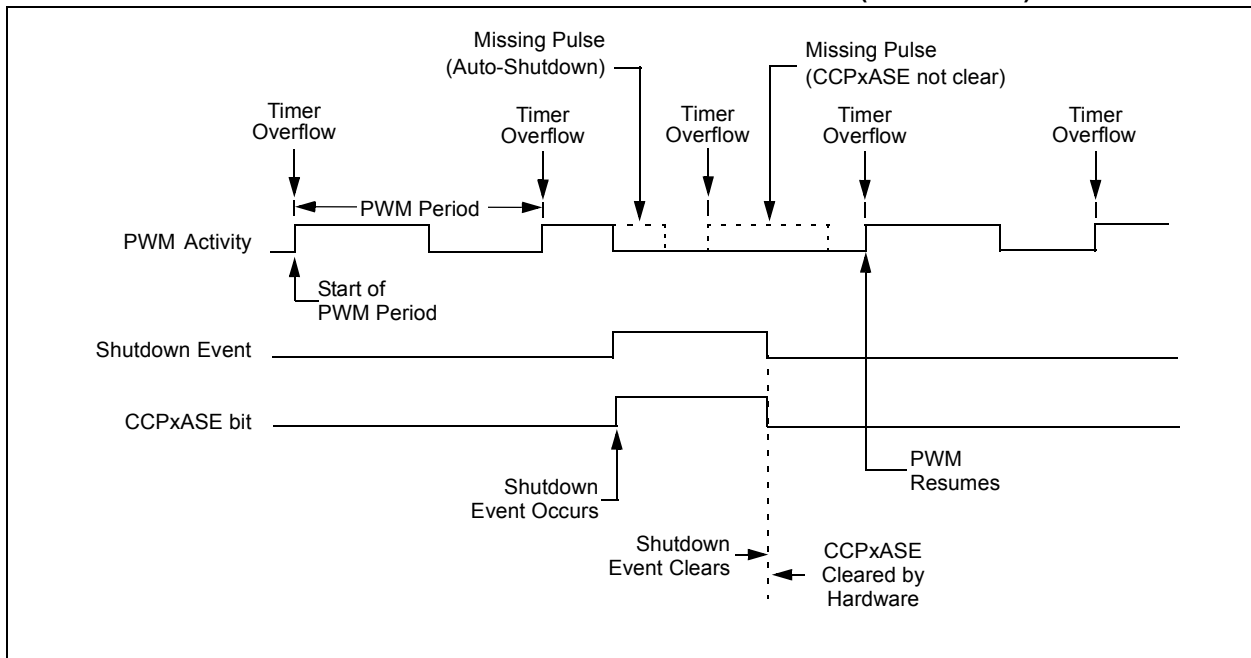 Missing Pulse
(Auto-Shutdown)
Missing Pulse
(CCPxASE not clear)
Timer
Overflow
Timer
Overflow
Timer
Overflow
Timer
Overflow
Timer
Overflow
PWM Period
PWM Activity
Start of
PWM Period
Shutdown Event
CCPxASE bit
Shutdown
Event Occurs
PWM
Resumes
Shutdown
Event Clears
CCPxASE
Cleared by
Hardware